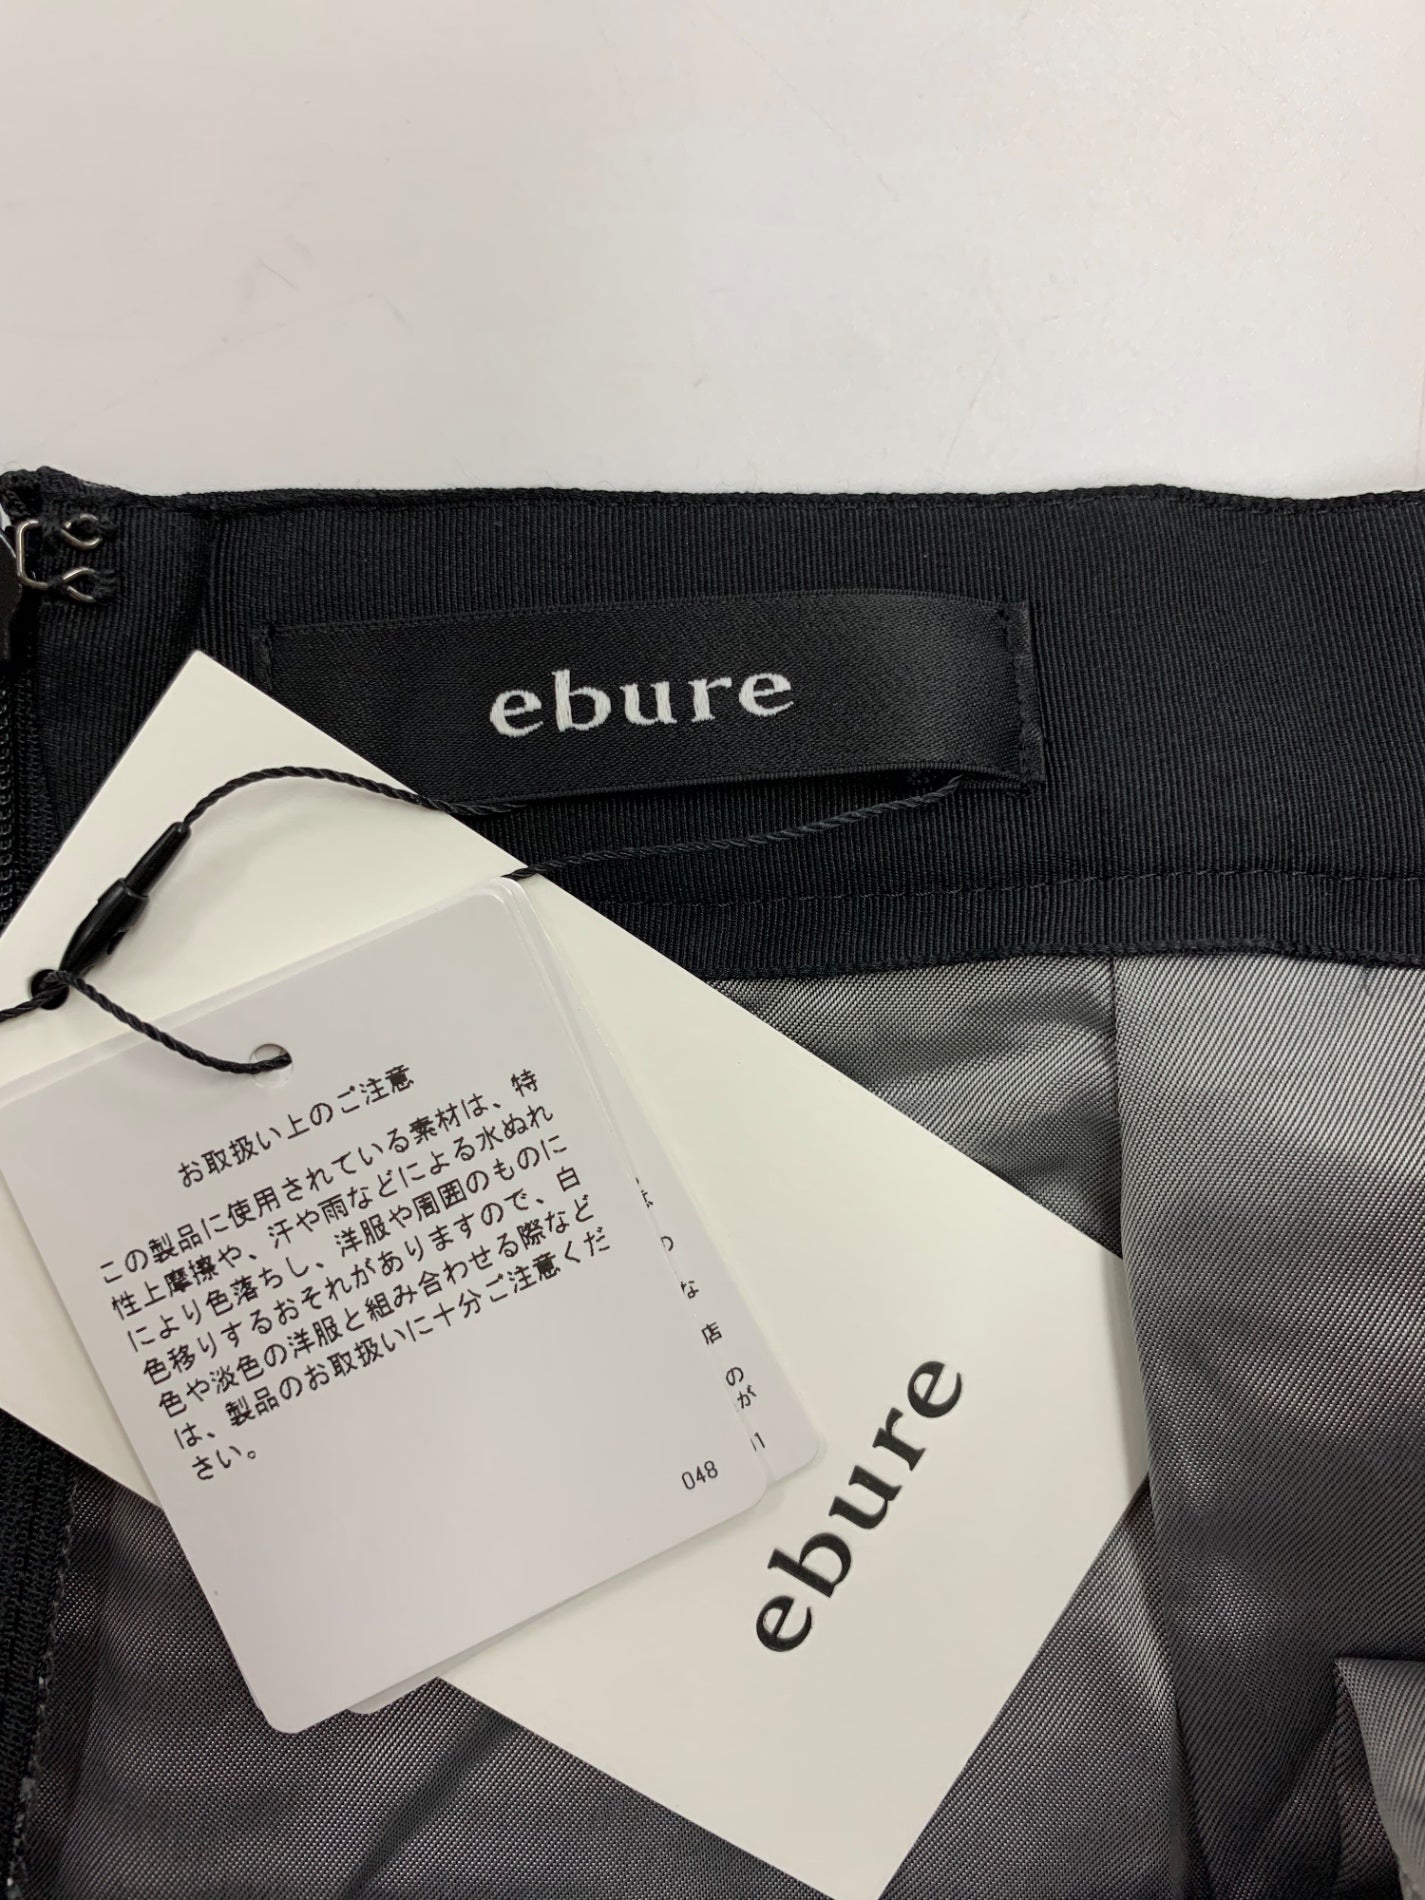 ebure
お取扱い上のご注意
この製品に使用されている素材は、特
性上摩擦や、汗や雨などによる水ぬれ
により色落ちし、洋服や周囲のものに
色移りするおそれがありますので、白
色や淡色の洋服と組み合わせる際など
は、製品のお取扱いに十分ご注意くだ
さい。
048
の
な
店
の
が
ebure